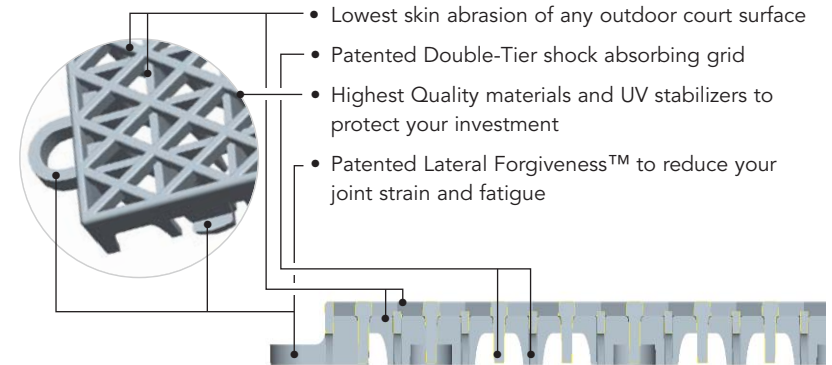 • Lowest skin abrasion of any outdoor court surface
• Patented Double-Tier shock absorbing grid
• Highest Quality materials and UV stabilizers to
protect your investment
• Patented Lateral Forgiveness™ to reduce your
joint strain and fatigue